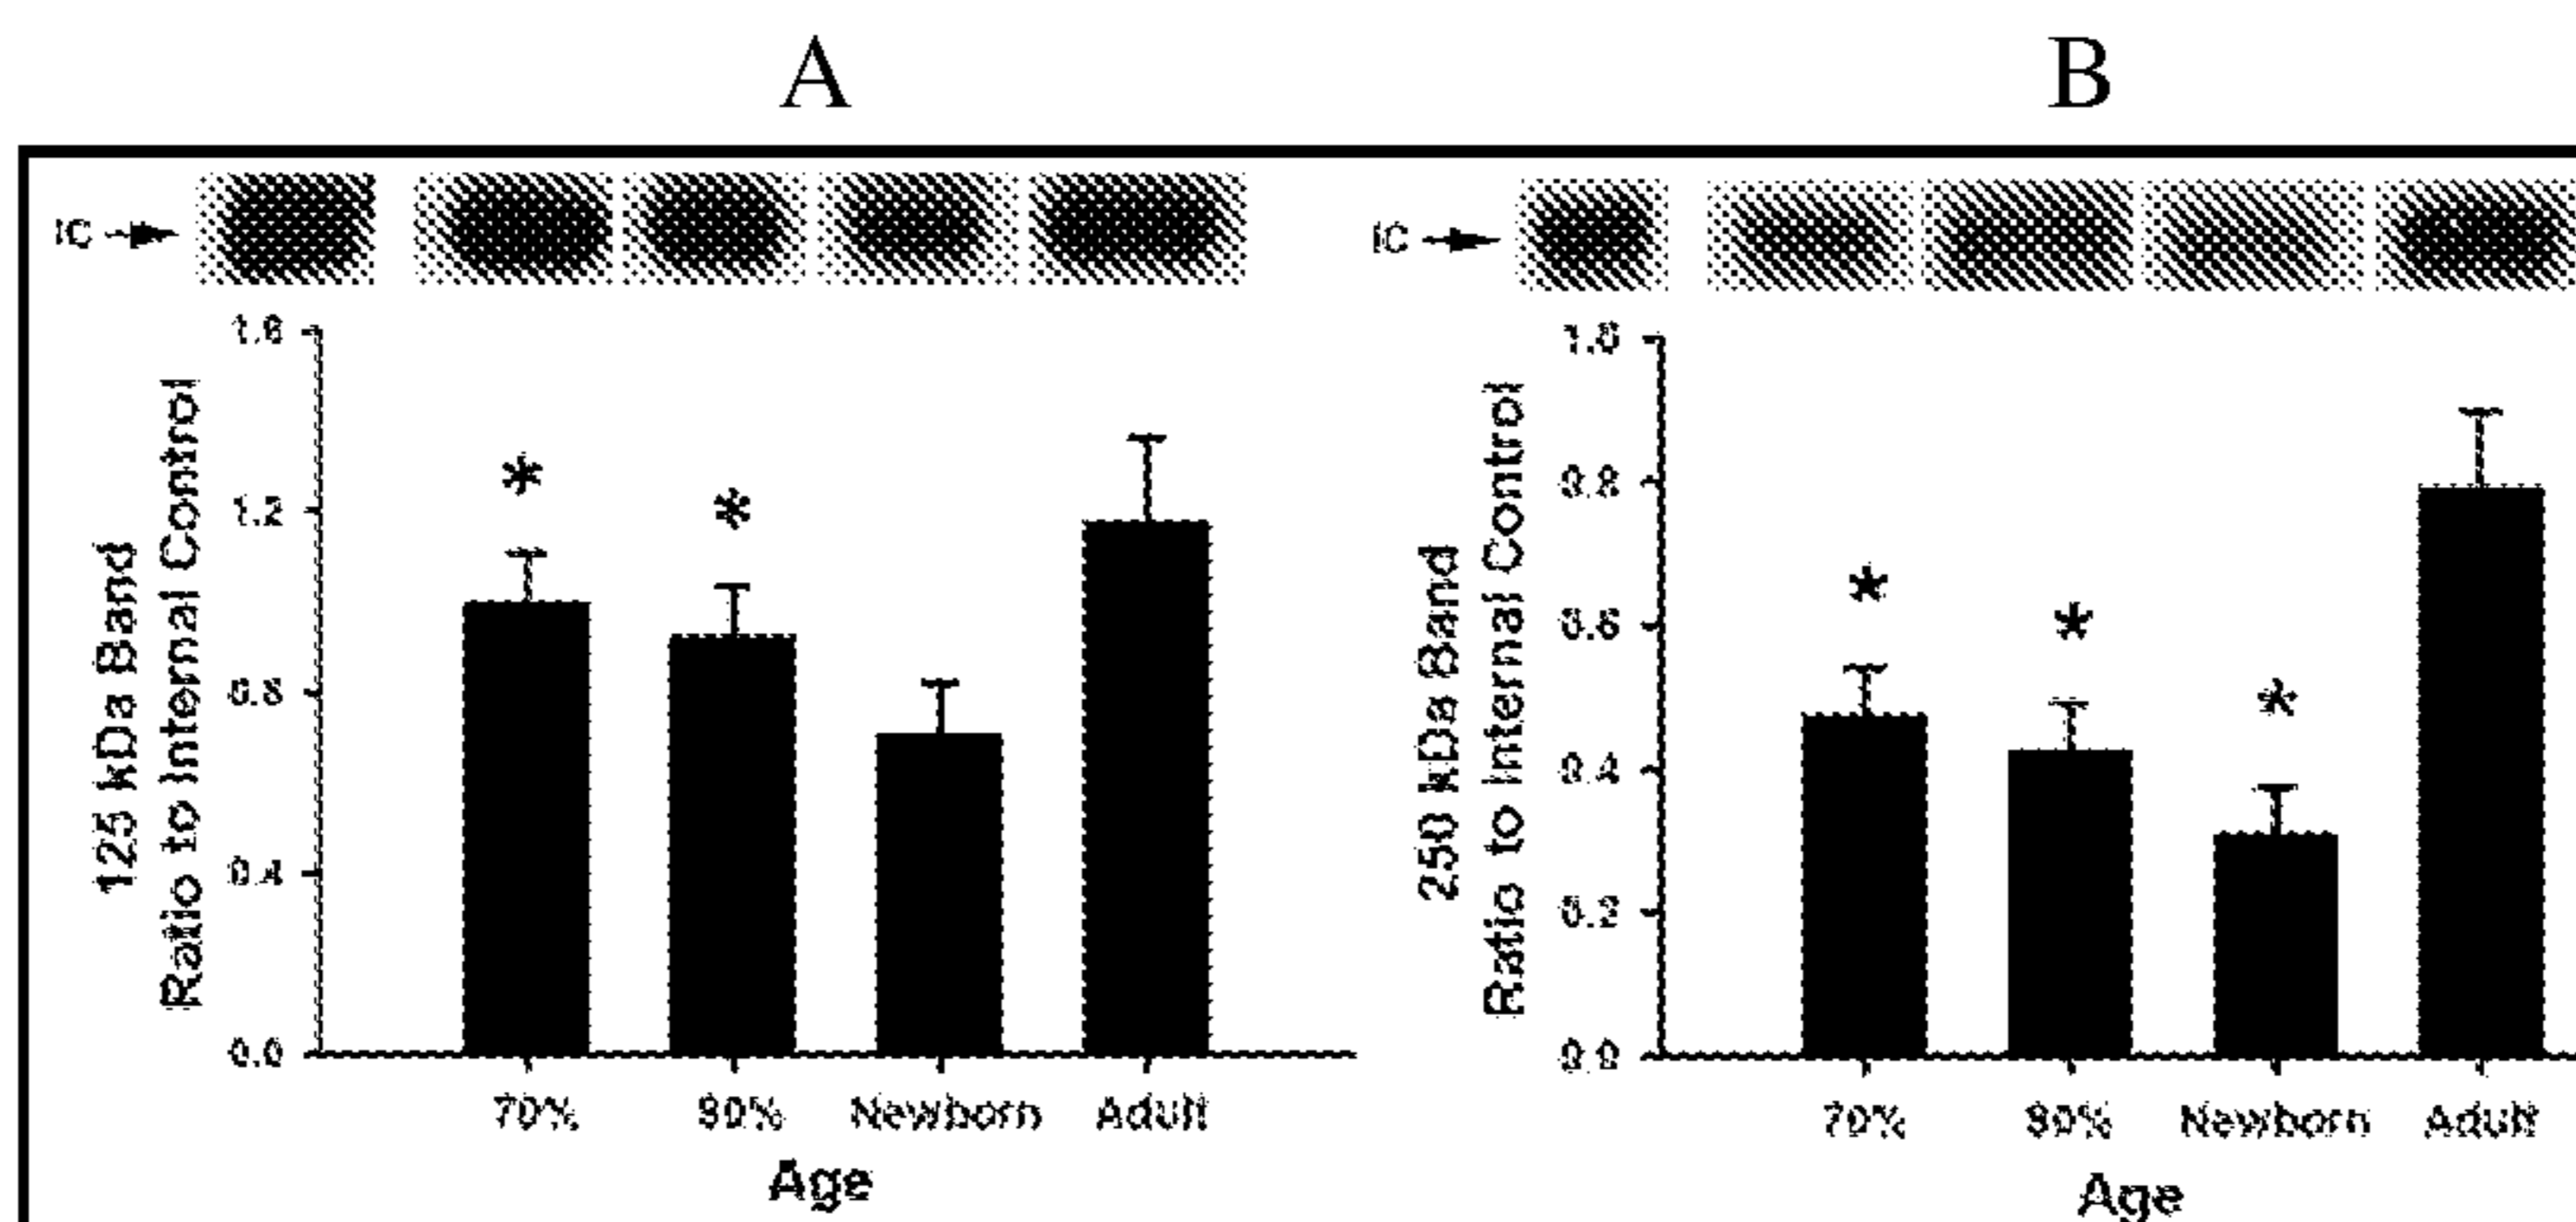 A
B
IC
IC
125 kDa Band
Ratio to Internal Control
1.6
1.2
0.8
0.4
0.0
*
*
70%
90%
Newborn
Adult
Age
250 kDa Band
Ratio to Internal Control
1.0
0.8
0.6
0.4
0.2
0.0
*
*
*
70%
90%
Newborn
Adult
Age